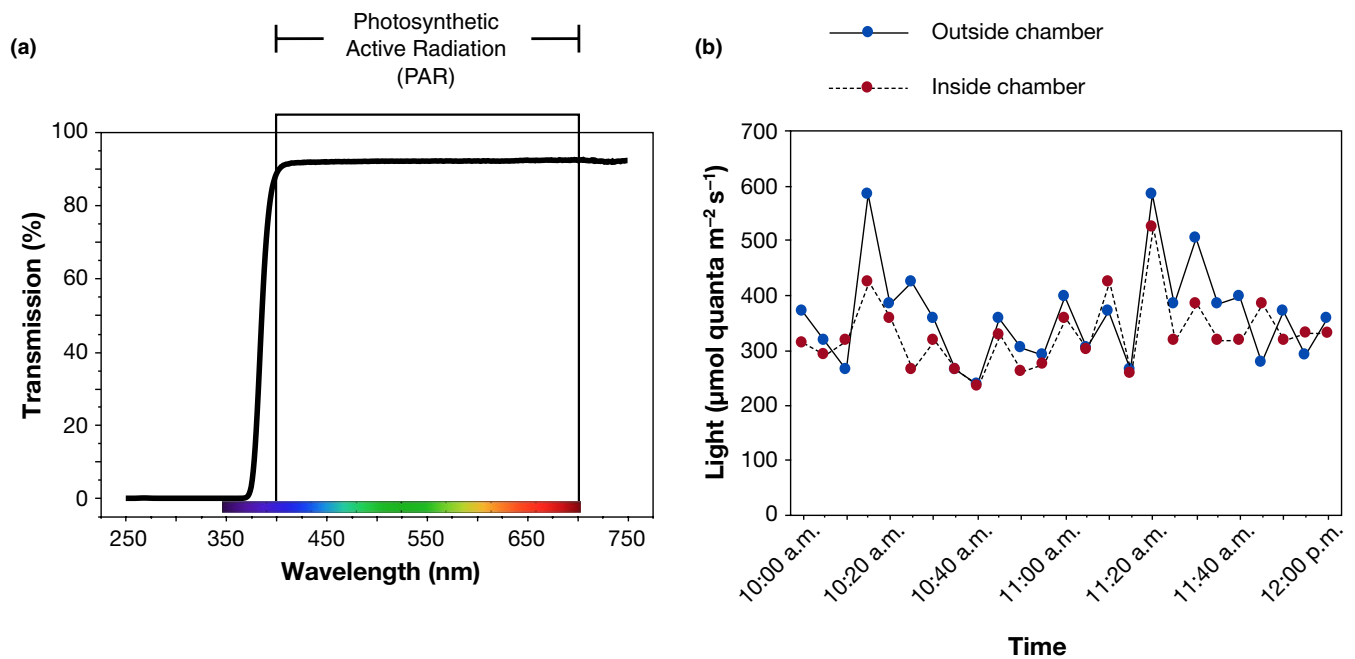 (a)
Photosynthetic
Active Radiation
(PAR)
100
80
60
40
20
0
Transmission (%)
250
350
450
550
650
750
Wavelength (nm)
(b)
Outside chamber
Inside chamber
700
600
500
400
300
200
100
0
Light (µmol quanta m⁻² s⁻¹)
10:00 a.m.
10:20 a.m.
10:40 a.m.
11:00 a.m.
11:20 a.m.
11:40 a.m.
12:00 p.m.
Time